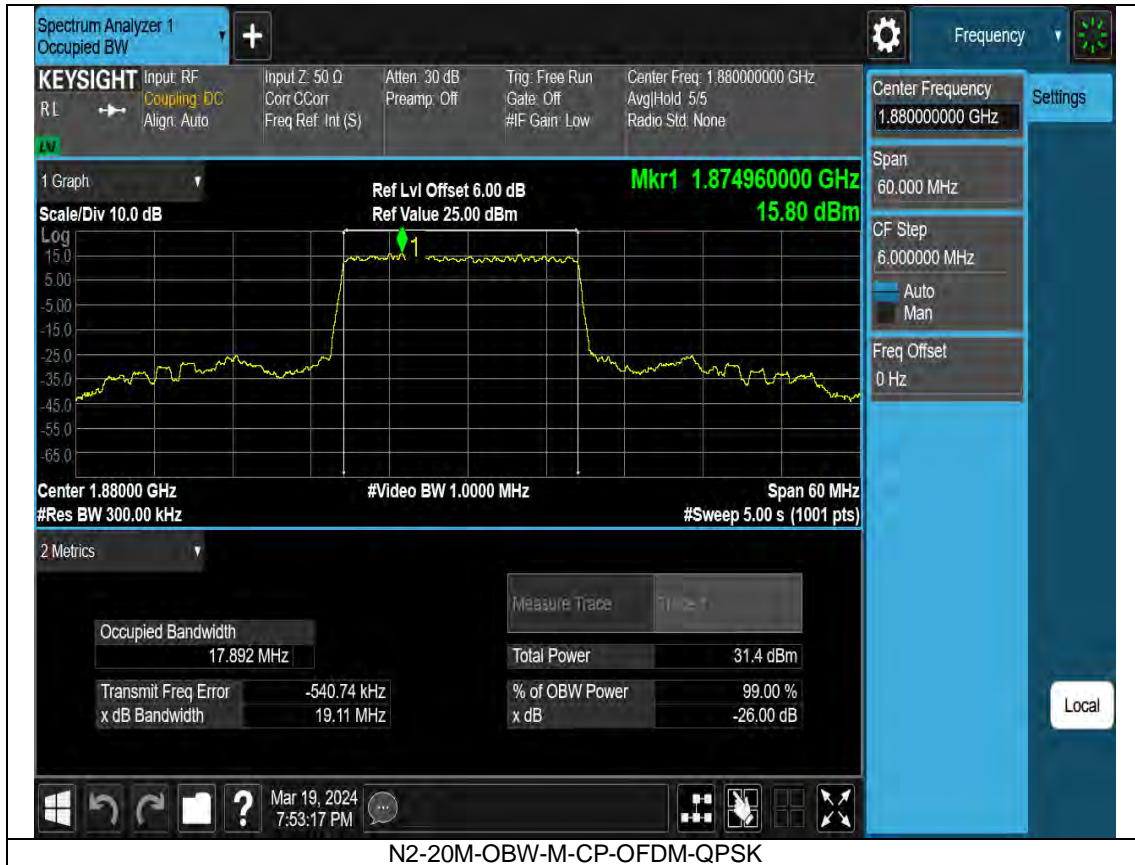 Spectrum Analyzer 1
Occupied BW
+
Frequency
KEYSIGHT
RL
Input: RF
Coupling: DC
Align: Auto
Input Z: 50 Ω
Corr CCorr
Freq Ref: Int (S)
Atten: 30 dB
Preamp: Off
Trig: Free Run
Gate: Off
#IF Gain: Low
Center Freq: 1.880000000 GHz
Avg|Hold: 5/5
Radio Std: None
1 Graph
Scale/Div 10.0 dB
Ref Lvl Offset 6.00 dB
Ref Value 25.00 dBm
Mkr1 1.874960000 GHz
15.80 dBm
Log
15.0
5.00
-5.00
-15.0
-25.0
-35.0
-45.0
-55.0
-65.0
1
Center 1.88000 GHz
#Video BW 1.0000 MHz
Span 60 MHz
#Res BW 300.00 kHz
#Sweep 5.00 s (1001 pts)
2 Metrics
Measure Trace
Trace 1
Occupied Bandwidth
17.892 MHz
Total Power 31.4 dBm
Transmit Freq Error -540.74 kHz
% of OBW Power 99.00 %
x dB Bandwidth 19.11 MHz
x dB -26.00 dB
Center Frequency
1.880000000 GHz
Settings
Span
60.000 MHz
CF Step
6.000000 MHz
Auto
Man
Freq Offset
0 Hz
Local
?
Mar 19, 2024
7:53:17 PM
N2-20M-OBW-M-CP-OFDM-QPSK